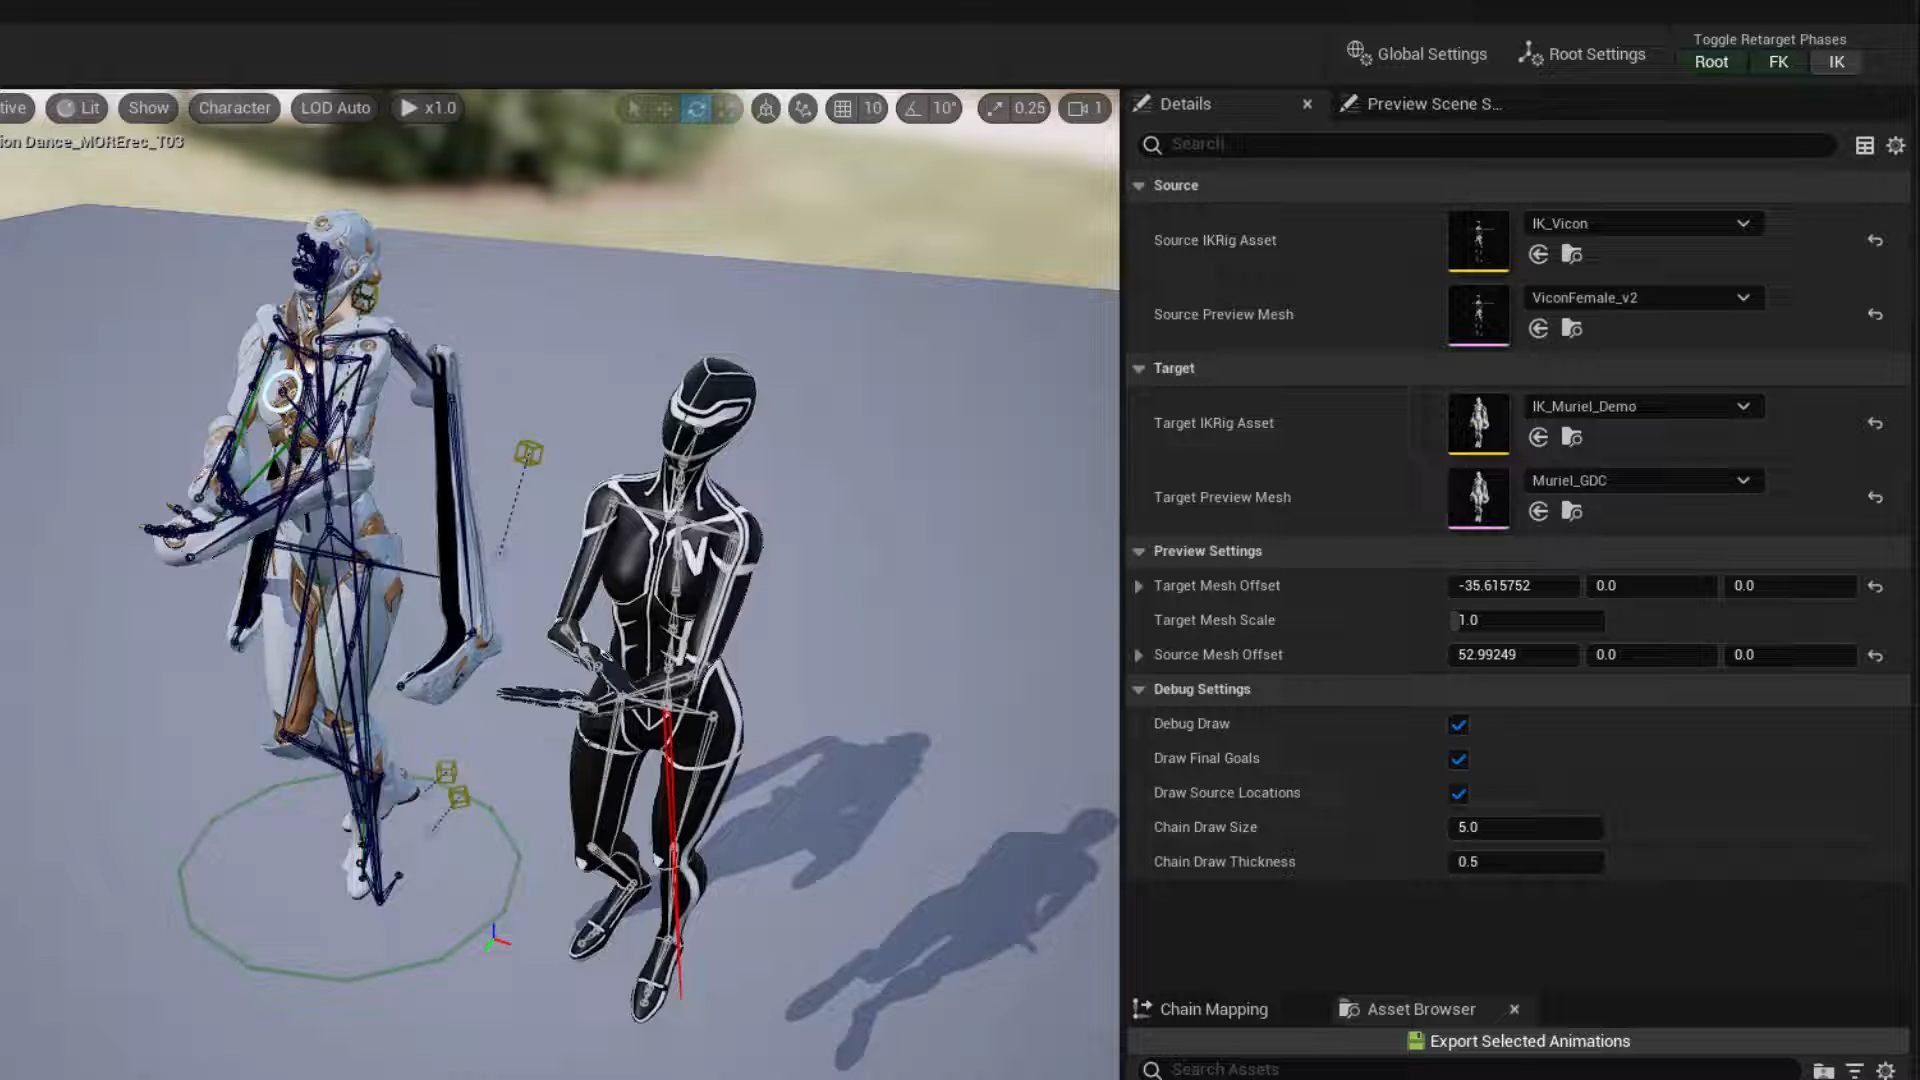 Global Settings
Root Settings
Toggle Retarget Phases
Root FK IK
tive Lit Show Character LOD Auto x1.0 10 10° 0.25 1
ion Dance_MORErec_T03
Details
Preview Scene S...
Search
Source
Source IKRig Asset
IK_Vicon
Source Preview Mesh
ViconFemale_v2
Target
Target IKRig Asset
IK_Muriel_Demo
Target Preview Mesh
Muriel_GDC
Preview Settings
Target Mesh Offset -35.615752 0.0 0.0
Target Mesh Scale 1.0
Source Mesh Offset 52.99249 0.0 0.0
Debug Settings
Debug Draw
Draw Final Goals
Draw Source Locations
Chain Draw Size 5.0
Chain Draw Thickness 0.5
Chain Mapping
Asset Browser
Export Selected Animations
Search Assets
V